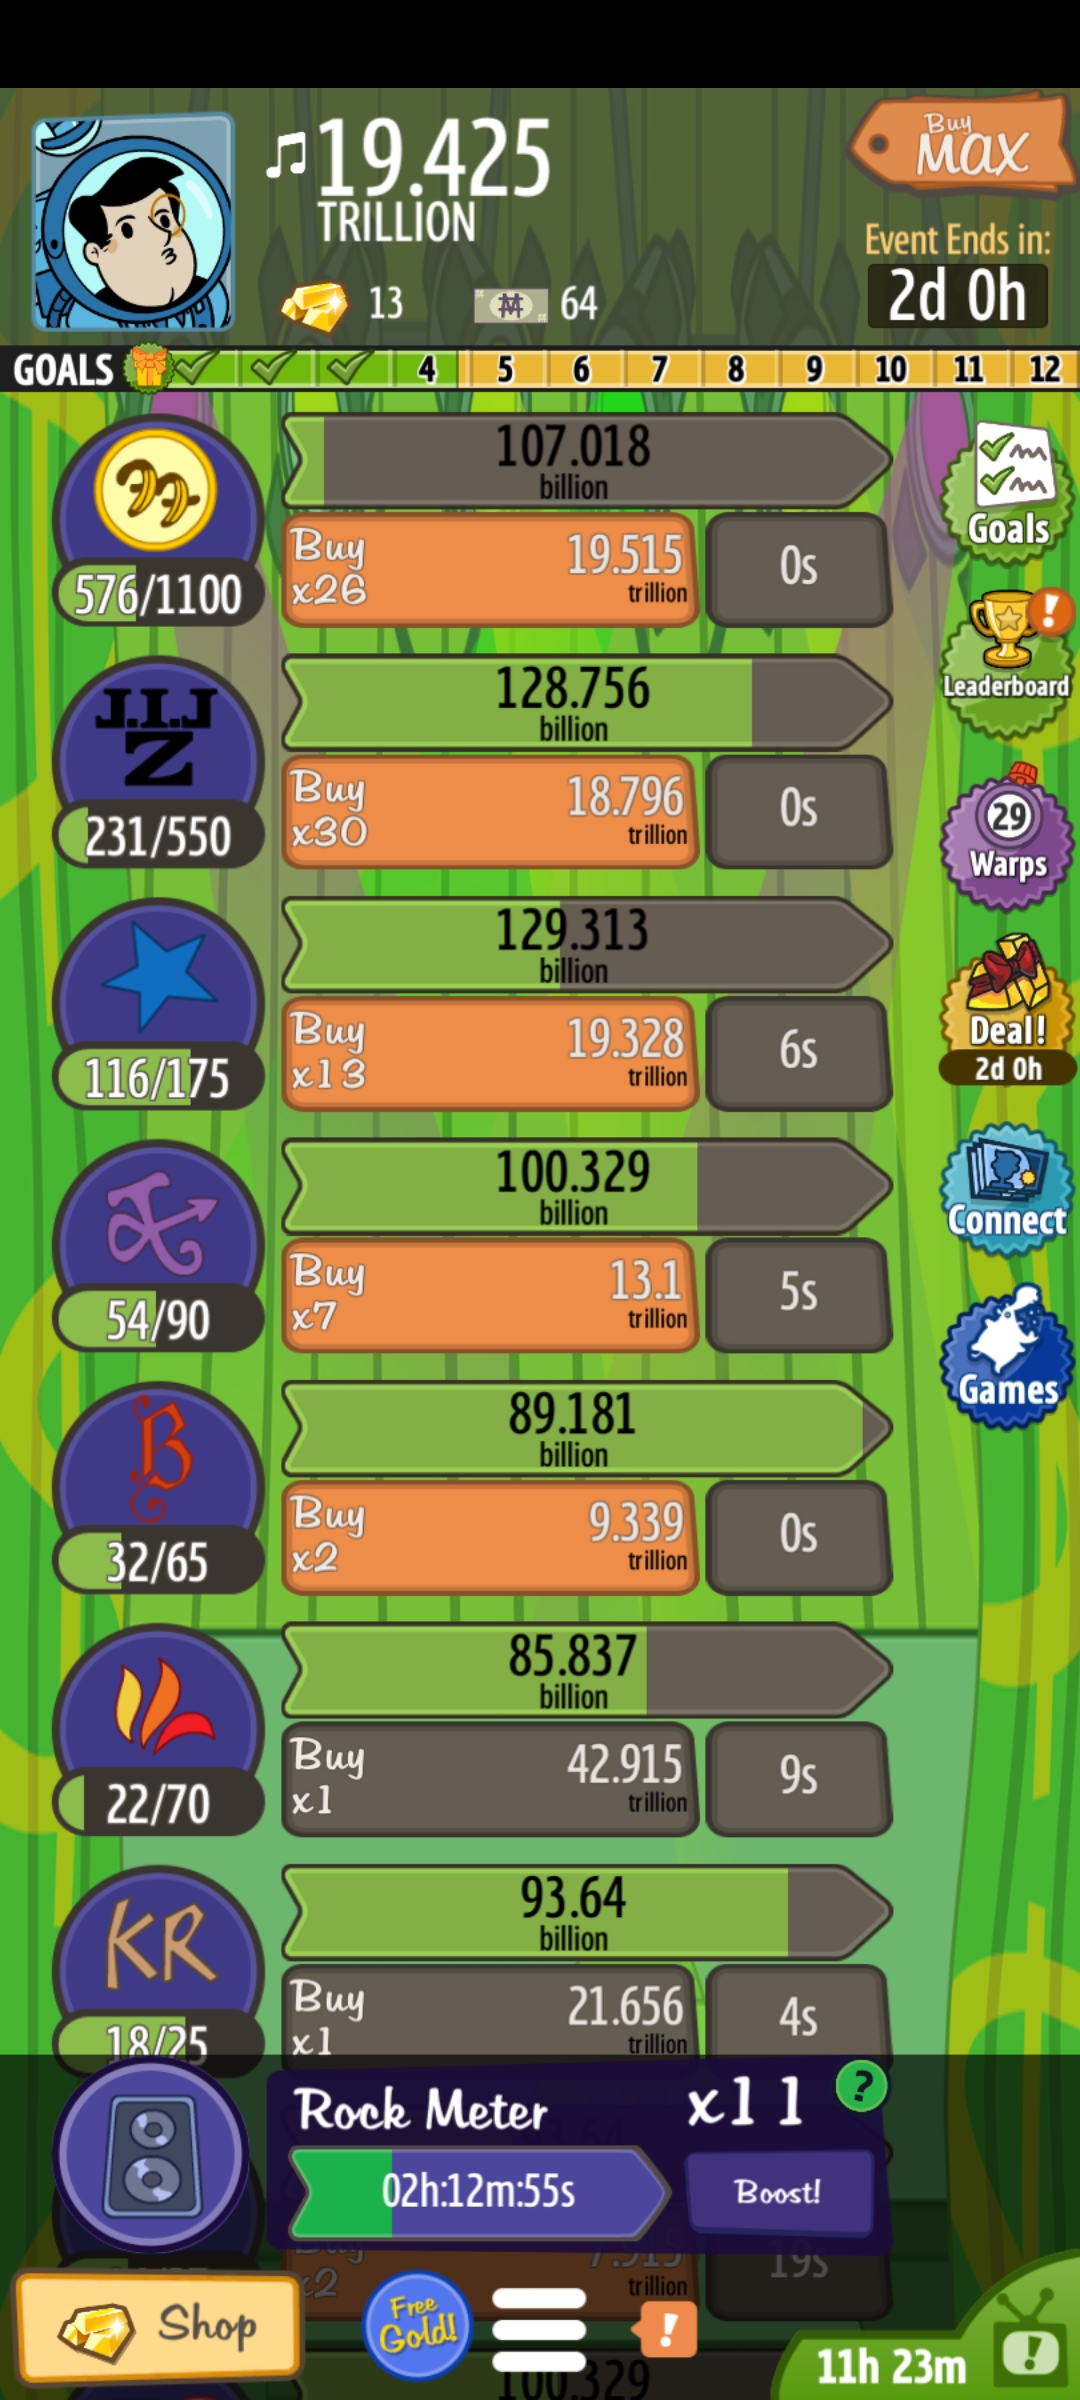 19.425
TRILLION
Buy
MAX
Event Ends in:
2d 0h
13
64
GOALS
4 5 6 7 8 9 10 11 12
107.018
billion
576/1100
Buy
x26
19.515
trillion
0s
Goals
J.I.J
Z
128.756
billion
231/550
Buy
x30
18.796
trillion
0s
Leaderboard
129.313
billion
116/175
Buy
x13
19.328
trillion
6s
29
Warps
Deal!
2d 0h
100.329
billion
54/90
Buy
x7
13.1
trillion
5s
Connect
B
89.181
billion
32/65
Buy
x2
9.339
trillion
0s
Games
85.837
billion
22/70
Buy
x1
42.915
trillion
9s
KR
93.64
billion
18/25
Buy
x1
21.656
trillion
4s
Rock Meter
x11
?
02h:12m:55s
Boost!
Buy
x2
7.915
trillion
19s
Shop
Free
Gold!
!
11h 23m
100.329